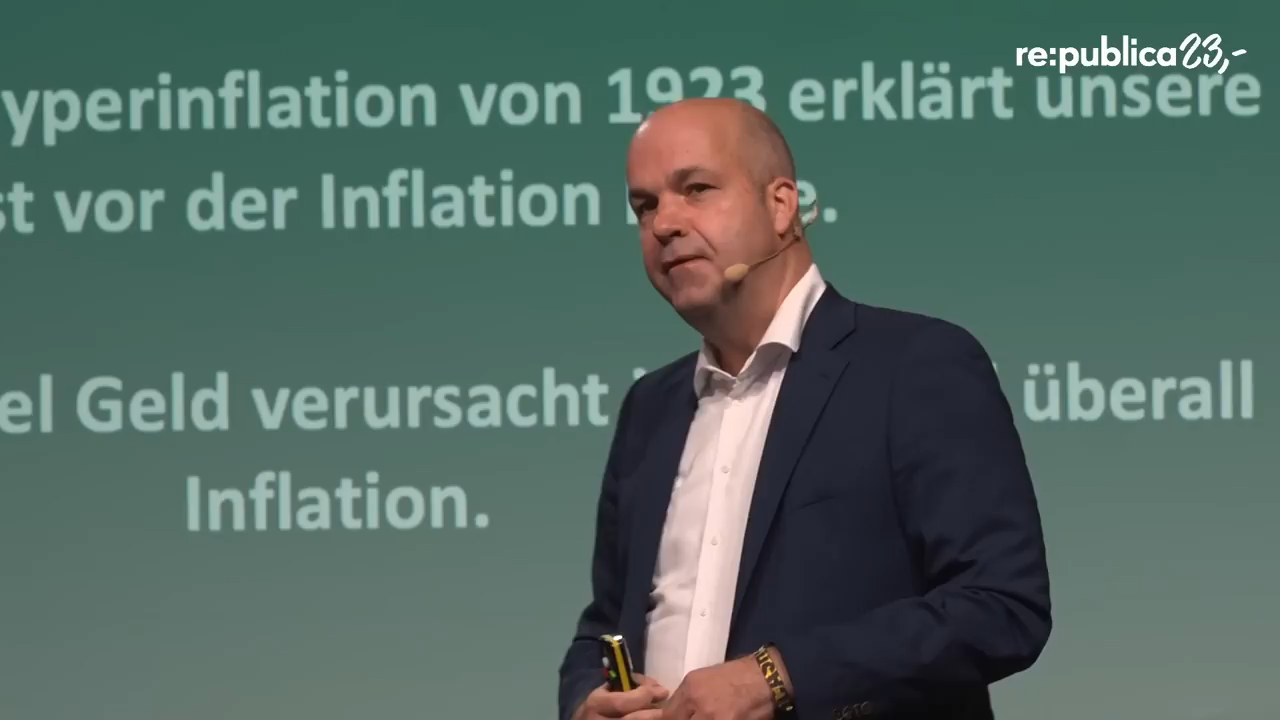 re:publica23,-
yperinflation von 1923 erklärt unsere
st vor der Inflation
el Geld verursacht überall
Inflation.